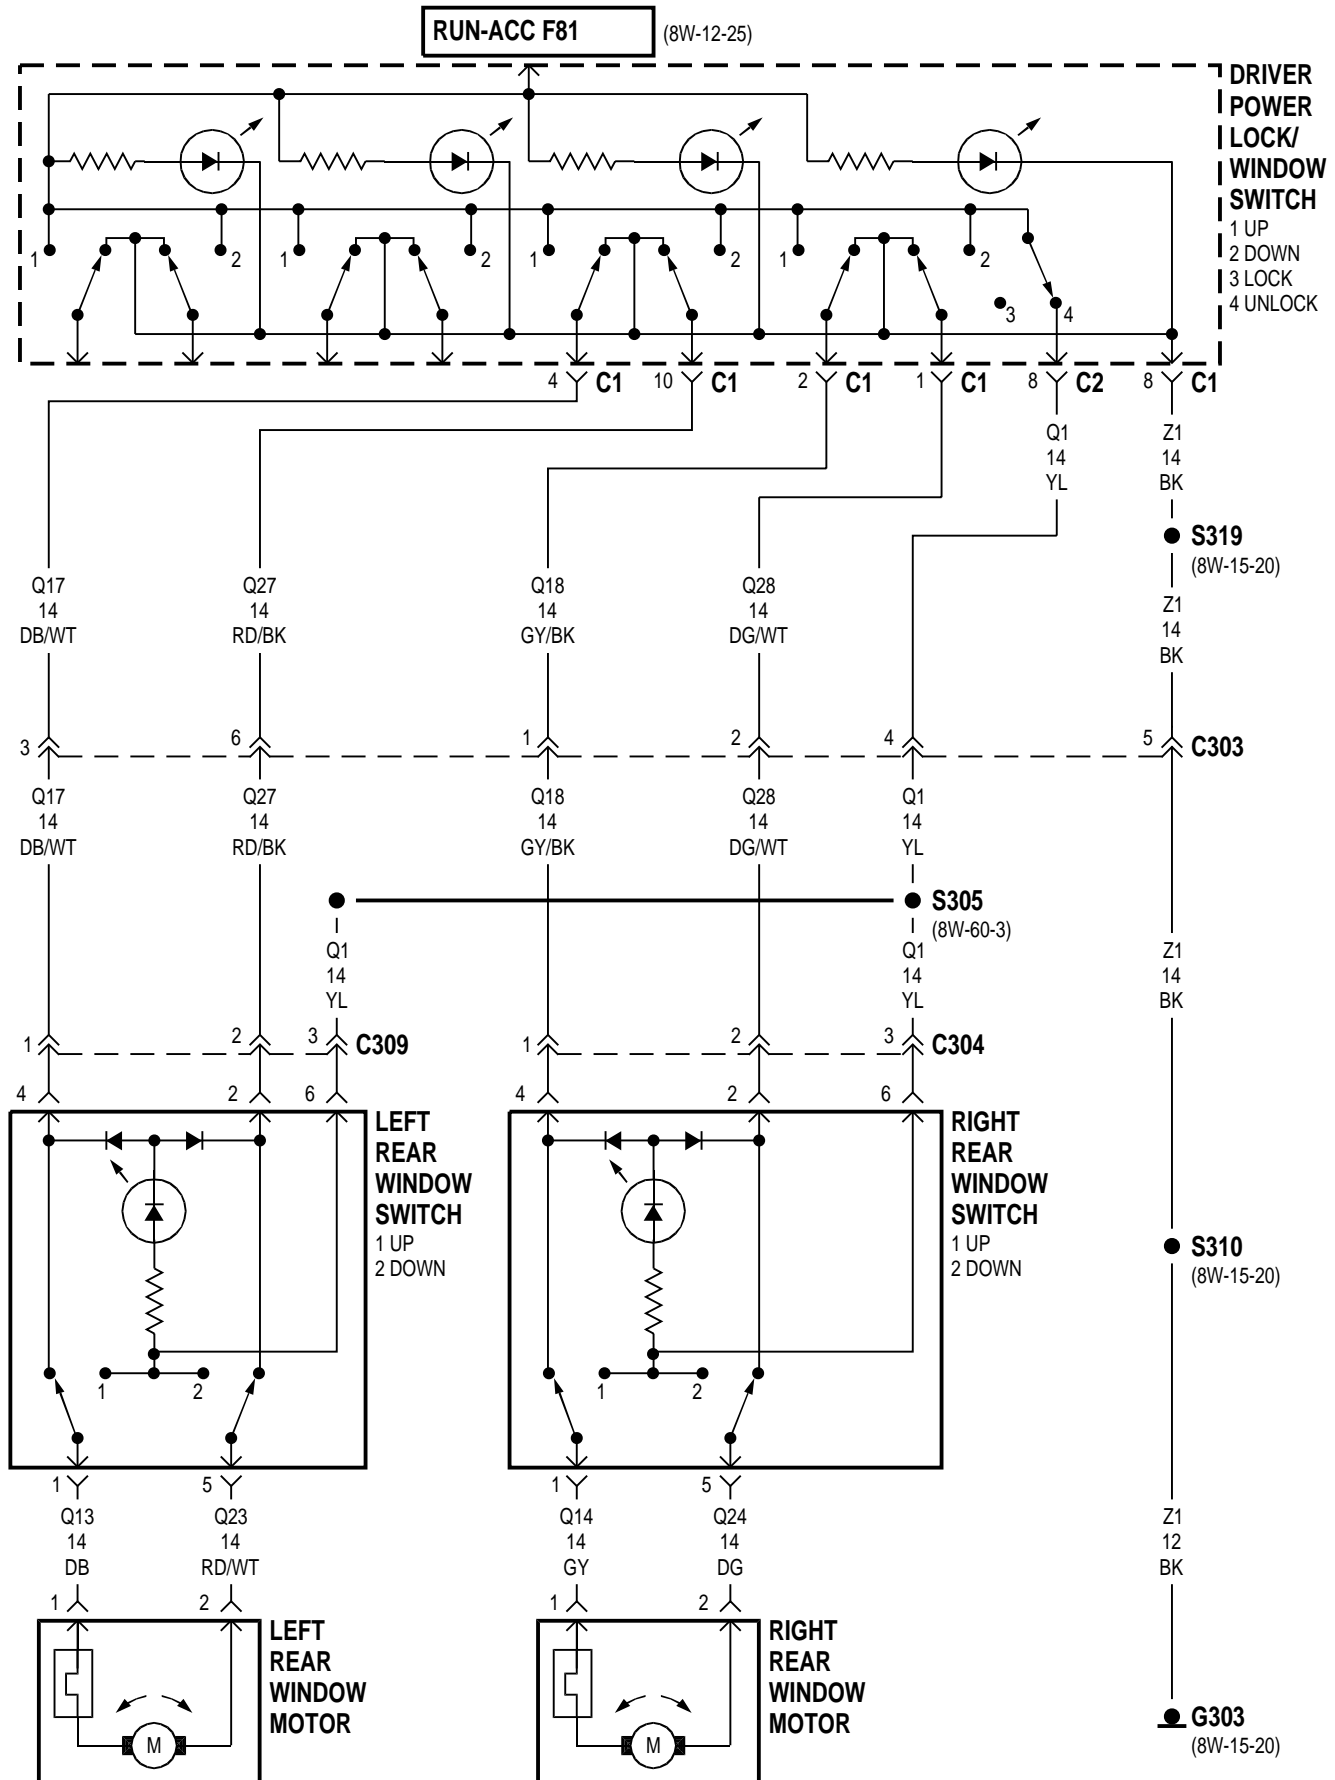 RUN-ACC F81 (8W-12-25)
DRIVER
POWER
LOCK/
WINDOW
SWITCH
1 UP
2 DOWN
3 LOCK
4 UNLOCK
1 2 1 2 1 2 1 2
3 4
4 C1 10 C1 2 C1 1 C1 8 C2 8 C1
Q1 Z1
14 14
YL BK
S319
(8W-15-20)
Q17 Q27 Q18 Q28 Z1
14 14 14 14 14
DB/WT RD/BK GY/BK DG/WT BK
3 6 1 2 4 5 C303
Q17 Q27 Q18 Q28 Q1
14 14 14 14 14
DB/WT RD/BK GY/BK DG/WT YL
S305
(8W-60-3)
Q1 Q1 Z1
14 14 14
YL YL BK
1 2 3 C309 1 2 3 C304
4 2 6 4 2 6
LEFT
REAR
WINDOW
SWITCH
1 UP
2 DOWN
1 2
RIGHT
REAR
WINDOW
SWITCH
1 UP
2 DOWN
1 2
S310
(8W-15-20)
1 5 1 5
Q13 Q23 Q14 Q24 Z1
14 14 14 14 12
DB RD/WT GY DG BK
1 2 1 2
LEFT
REAR
WINDOW
MOTOR
M
RIGHT
REAR
WINDOW
MOTOR
M
G303
(8W-15-20)